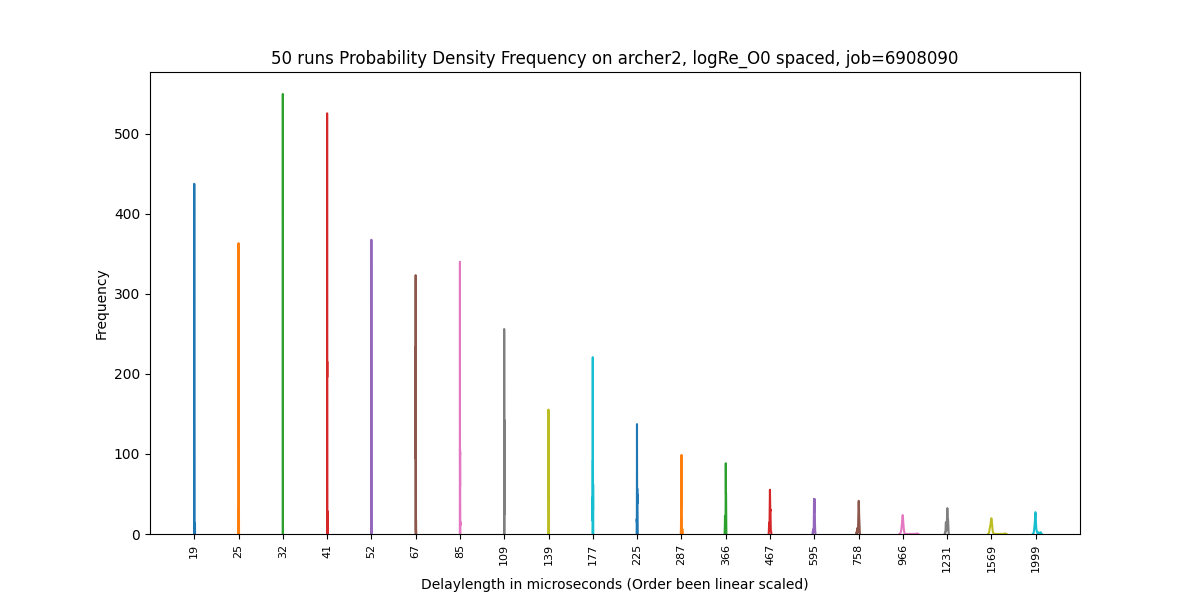 50 runs Probability Density Frequency on archer2, logRe_O0 spaced, job=6908090
500
400
300
200
100
0
Frequency
19 25 32 41 52 67 85 109 139 177 225 287 366 467 595 758 966 1231 1569 1999
Delaylength in microseconds (Order been linear scaled)